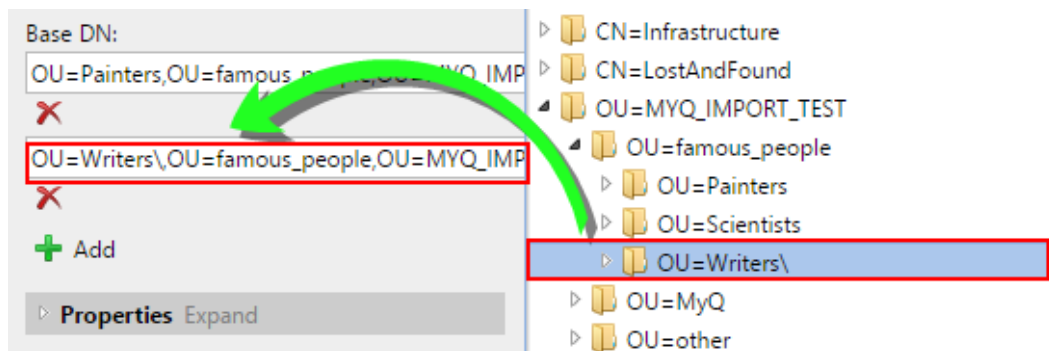 Base DN:
OU=Painters,OU=famous_people,OU=MYQ_IMP
OU=Writers\,OU=famous_people,OU=MYQ_IMP
Add
Properties Expand
CN=Infrastructure
CN=LostAndFound
OU=MYQ_IMPORT_TEST
OU=famous_people
OU=Painters
OU=Scientists
OU=Writers\
OU=MyQ
OU=other